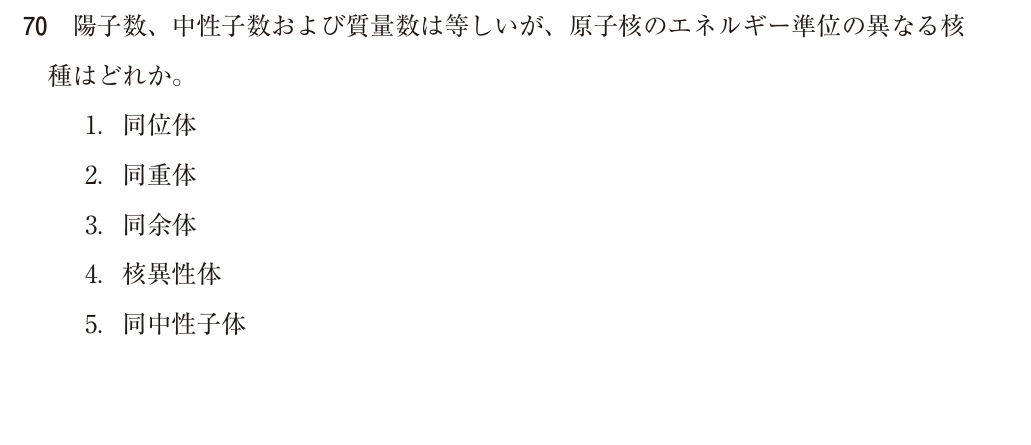 70 陽子数、中性子数および質量数は等しいが、原子核のエネルギー準位の異なる核
種はどれか。
1. 同位体
2. 同重体
3. 同余体
4. 核異性体
5. 同中性子体